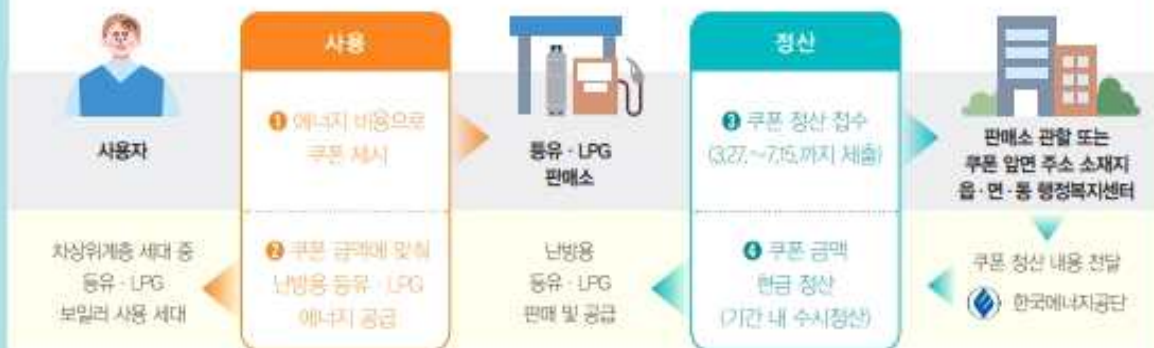 사용자
차상위계층 세대 중
등유 · LPG
보일러 사용 세대
사용
❶ 에너지 비용으로
쿠폰 제시
❷ 쿠폰 금액에 맞춰
난방용 등유 · LPG
에너지 공급
등유 · LPG
판매소
난방용
등유 · LPG
판매 및 공급
정산
❸ 쿠폰 정산 접수
(3.27.~7.15.까지 제출)
❹ 쿠폰 금액
현금 정산
(기간 내 수시정산)
판매소 관할 또는
쿠폰 앞면 주소 소재지
읍 · 면 · 동 행정복지센터
쿠폰 정산 내용 전달
한국에너지공단